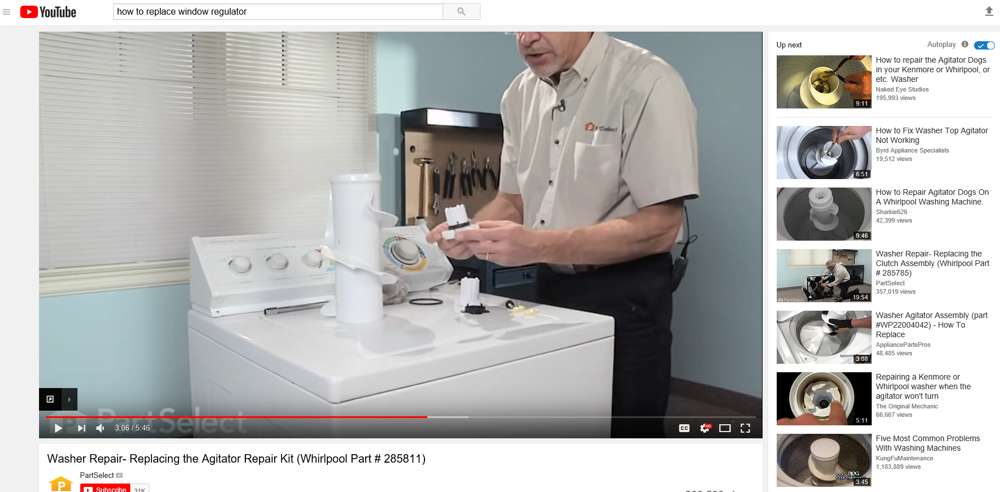 YouTube
how to replace window regulator
PartSelect
PartSelect
3:06 / 5:46
CC
HD
Washer Repair- Replacing the Agitator Repair Kit (Whirlpool Part # 285811)
PartSelect
Subscribe
31K
Up next
Autoplay
How to repair the Agitator Dogs
in your Kenmore or Whirlpool, or
etc. Washer
Naked Eye Studios
195,993 views
9:11
How to Fix Washer Top Agitator
Not Working
Byrd Appliance Specialists
19,512 views
6:51
How to Repair Agitator Dogs On
A Whirlpool Washing Machine.
Sharkie626
42,399 views
9:46
Washer Repair- Replacing the
Clutch Assembly (Whirlpool Part
# 285785)
PartSelect
357,019 views
PartSelect
19:54
Washer Agitator Assembly (part
#WP22004042) - How To
Replace
AppliancePartsPros
48,485 views
3:08
Repairing a Kenmore or
Whirlpool washer when the
agitator won't turn
The Original Mechanic
66,667 views
5:11
Five Most Common Problems
With Washing Machines
KungFuMaintenance
1,183,889 views
3:45